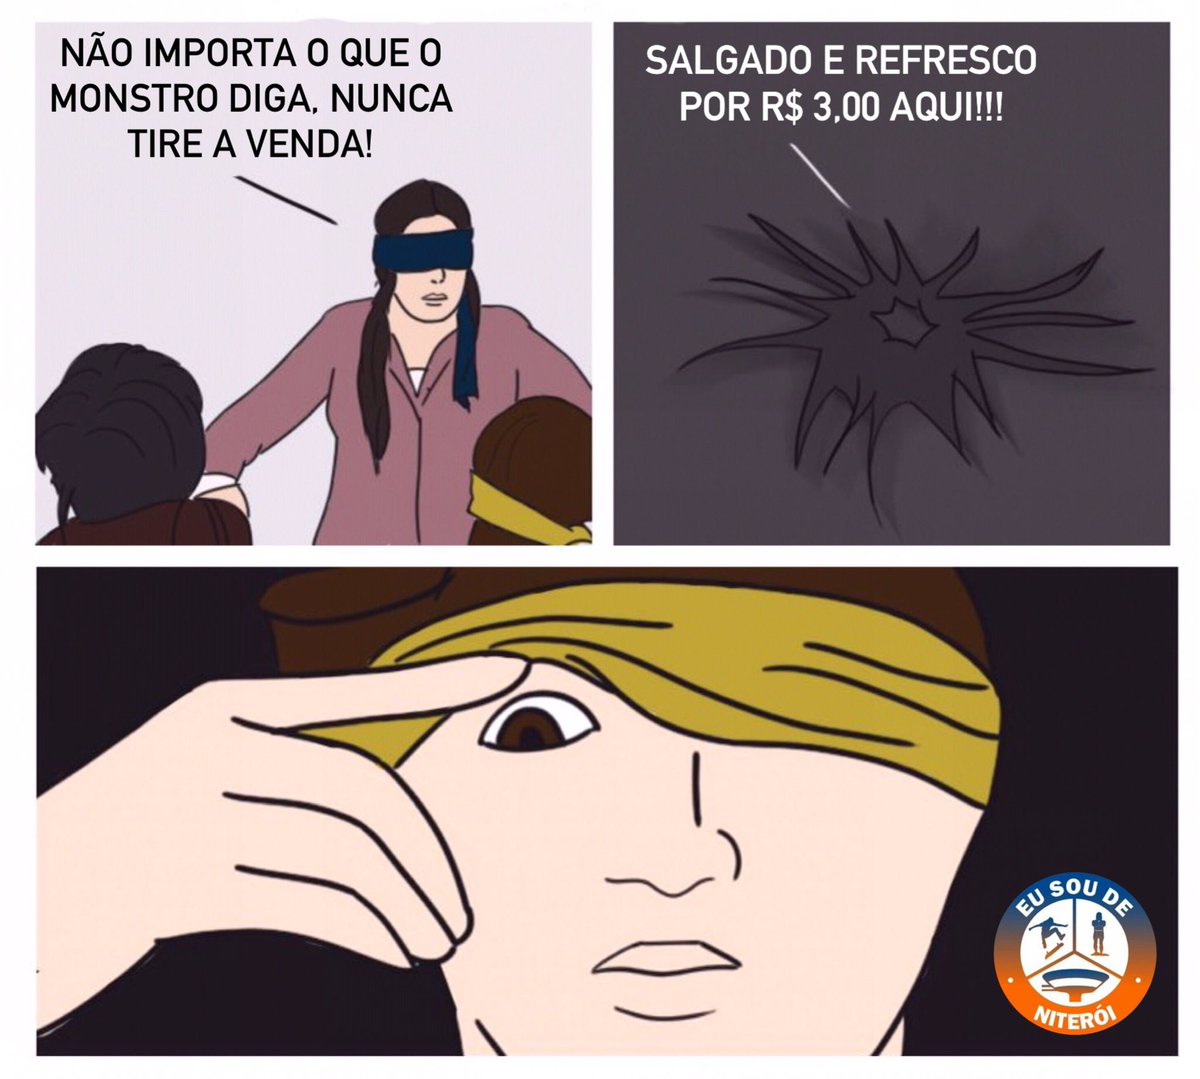 NÃO IMPORTA O QUE O
MONSTRO DIGA, NUNCA
TIRE A VENDA!
SALGADO E REFRESCO
POR R$ 3,00 AQUI!!!
EU SOU DE
NITERÓI